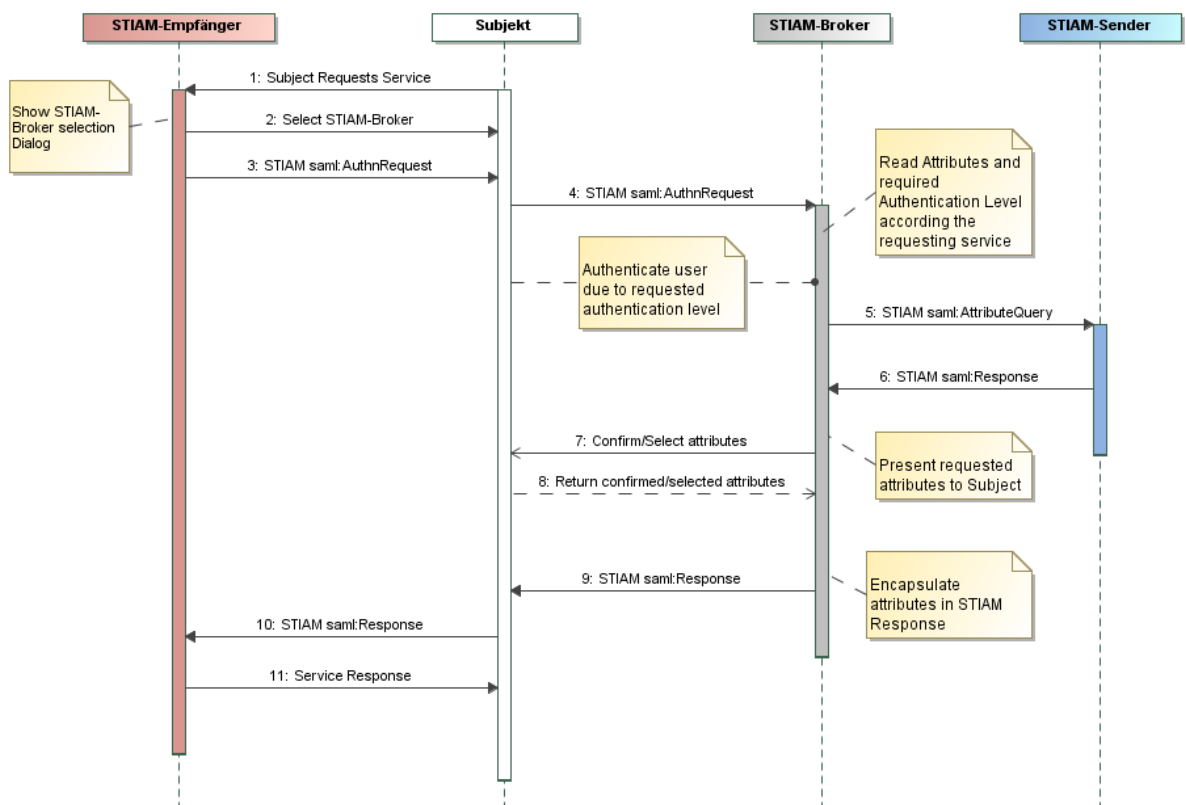 STIAM-Empfänger
Subjekt
STIAM-Broker
STIAM-Sender
1: Subject Requests Service
Show STIAM-
Broker selection
Dialog
2: Select STIAM-Broker
3: STIAM saml:AuthnRequest
4: STIAM saml:AuthnRequest
Read Attributes and
required
Authentication Level
according the
requesting service
Authenticate user
due to requested
authentication level
5: STIAM saml:AttributeQuery
6: STIAM saml:Response
7: Confirm/Select attributes
8: Return confirmed/selected attributes
Present requested
attributes to Subject
9: STIAM saml:Response
Encapsulate
attributes in STIAM
Response
10: STIAM saml:Response
11: Service Response